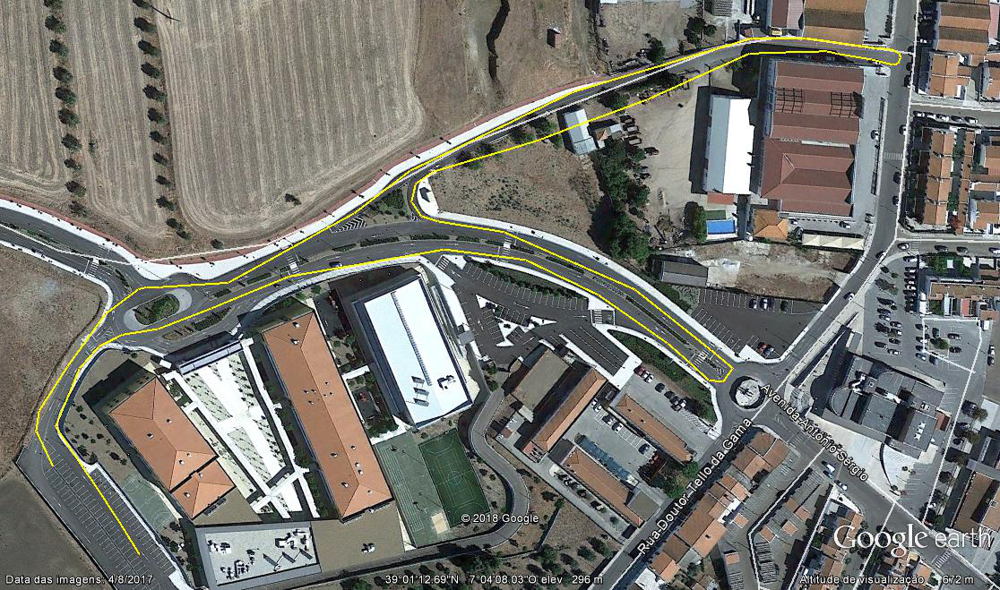 Avenida António Sérgio
Rua Doutor Tello da Gama
© 2018 Google
Google earth
Data das imagens: 4/8/2017
39°01'12.69"N 7°04'08.03"O elev 296 m
Altitude de visualização 672 m